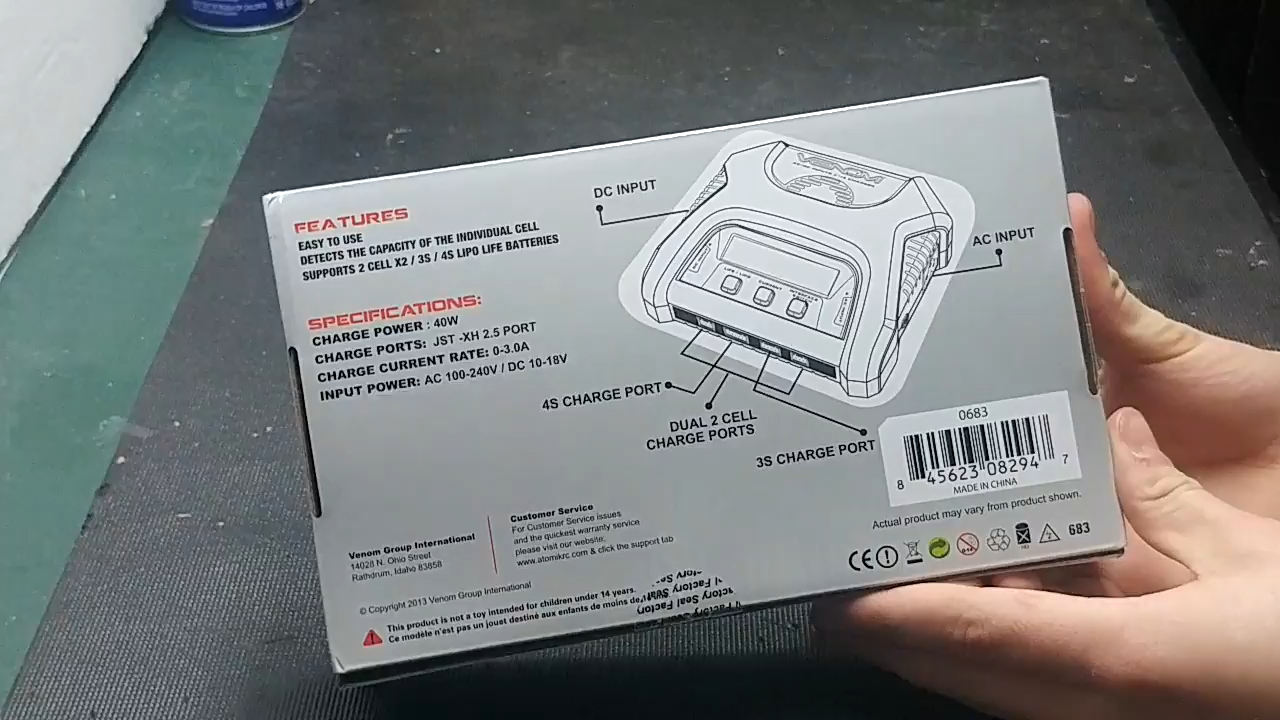 FEATURES
EASY TO USE
DETECTS THE CAPACITY OF THE INDIVIDUAL CELL
SUPPORTS 2 CELL X2 / 3S / 4S LIPO LIFE BATTERIES
SPECIFICATIONS:
CHARGE POWER : 40W
CHARGE PORTS: JST -XH 2.5 PORT
CHARGE CURRENT RATE: 0-3.0A
INPUT POWER: AC 100-240V / DC 10-18V
DC INPUT
VENOM
AC INPUT
4S CHARGE PORT
DUAL 2 CELL
CHARGE PORTS
3S CHARGE PORT
0683
8 45623 08294 7
MADE IN CHINA
Actual product may vary from product shown.
CE
683
Venom Group International
14028 N. Ohio Street
Rathdrum, Idaho 83858
Customer Service
For Customer Service issues
and the quickest warranty service
please visit our website:
www.atomikrc.com & click the support tab
© Copyright 2013 Venom Group International
This product is not a toy intended for children under 14 years.
Ce modèle n'est pas un jouet destiné aux enfants de moins de
Factory Seal
Factory Seal